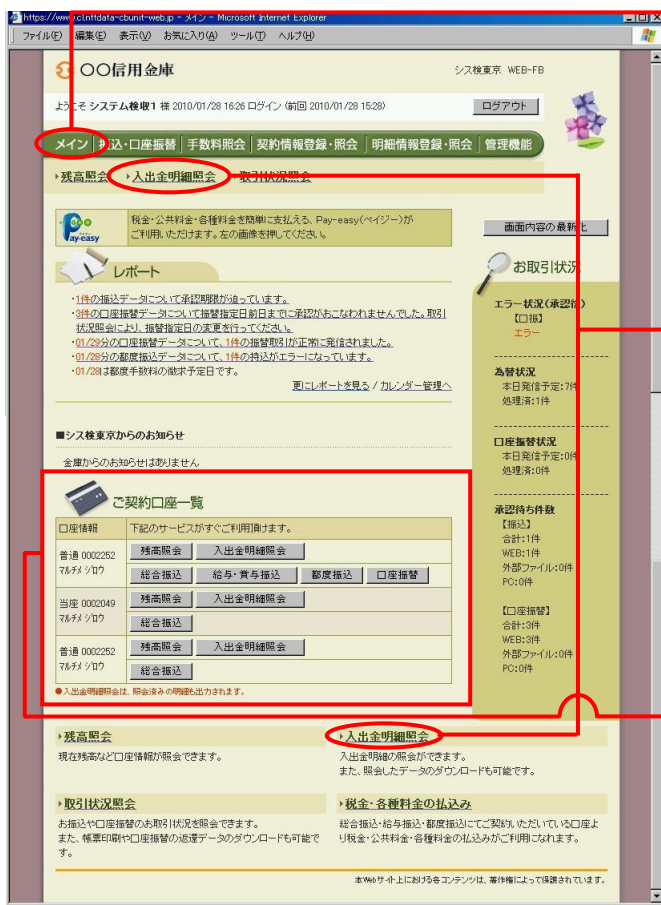 https://www.cl.nttdata-cbunit-web.jp - メイン - Microsoft Internet Explorer
ファイル(F) 編集(E) 表示(V) お気に入り(A) ツール(T) ヘルプ(H)
〇〇信用金庫
シス検東京 WEB-FB
ようこそ システム検収1 様 2010/01/28 16:26 ログイン (前回 2010/01/28 15:28)
ログアウト
メイン 振込・口座振替 手数料照会 契約情報登録・照会 明細情報登録・照会 管理機能
残高照会 入出金明細照会 取引状況照会
Pay-easy
税金・公共料金・各種料金を簡単に支払える、Pay-easy(ペイジー)が
ご利用いただけます。左の画像を押してください。
画面内容の最新化
レポート
・1件の振込データについて承認期限が迫っています。
・3件の口座振替データについて振替指定日前日までに承認がおこなわれませんでした。取引
状況照会により、振替指定日の変更を行ってください。
・01/29分の口座振替データについて、1件の振替取引が正常に発信されました。
・01/28分の都度振込データについて、1件の持込がエラーになっています。
・01/28は都度手数料の徴求予定日です。
更にレポートを見る / カレンダー管理へ
■シス検東京からのお知らせ
金庫からのお知らせはありません
お取引状況
エラー状況(承認後)
【口振】
エラー
為替状況
本日発信予定:7件
処理済:1件
口座振替状況
本日発信予定:0件
処理済:0件
承認待ち件数
【振込】
合計:1件
WEB:1件
外部ファイル:0件
PC:0件
【口座振替】
合計:3件
WEB:3件
外部ファイル:0件
PC:0件
ご契約口座一覧
口座情報 下記のサービスがすぐご利用頂けます。
普通 0002252
マルチメ ジロウ
残高照会 入出金明細照会
総合振込 給与・賞与振込 都度振込 口座振替
当座 0002049
マルチメ ジロウ
残高照会 入出金明細照会
総合振込
普通 0002252
マルチメ ジロウ
残高照会 入出金明細照会
総合振込
●入出金明細照会は、照会済みの明細も出力されます。
残高照会
現在残高など口座情報が照会できます。
入出金明細照会
入出金明細の照会ができます。
また、照会したデータのダウンロードも可能です。
取引状況照会
お振込や口座振替のお取引状況を照会できます。
また、帳票印刷や口座振替の返還データのダウンロードも可能で
す。
税金・各種料金の払込み
総合振込・給与振込・都度振込にてご契約いただいている口座よ
り税金・公共料金・各種料金の払込みがご利用になれます。
本Webサイト上における各コンテンツは、著作権によって保護されています。